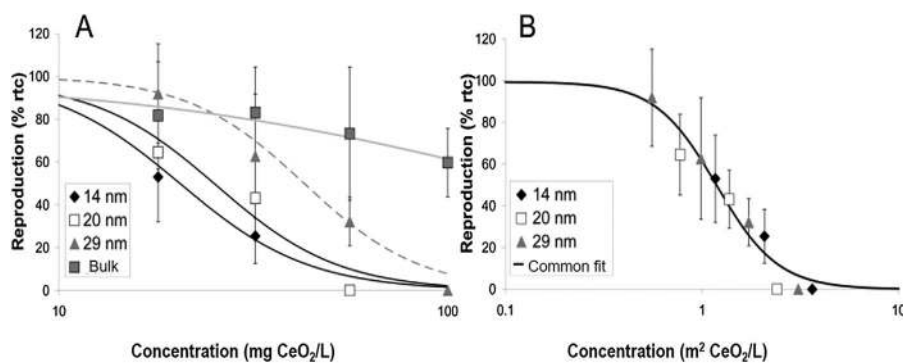 A
Reproduction (% rtc)
120
100
80
60
40
20
0
14 nm
20 nm
29 nm
Bulk
10
100
Concentration (mg CeO₂/L)
B
Reproduction (% rtc)
120
100
80
60
40
20
0
14 nm
20 nm
29 nm
Common fit
0.1
1
10
Concentration (m² CeO₂/L)